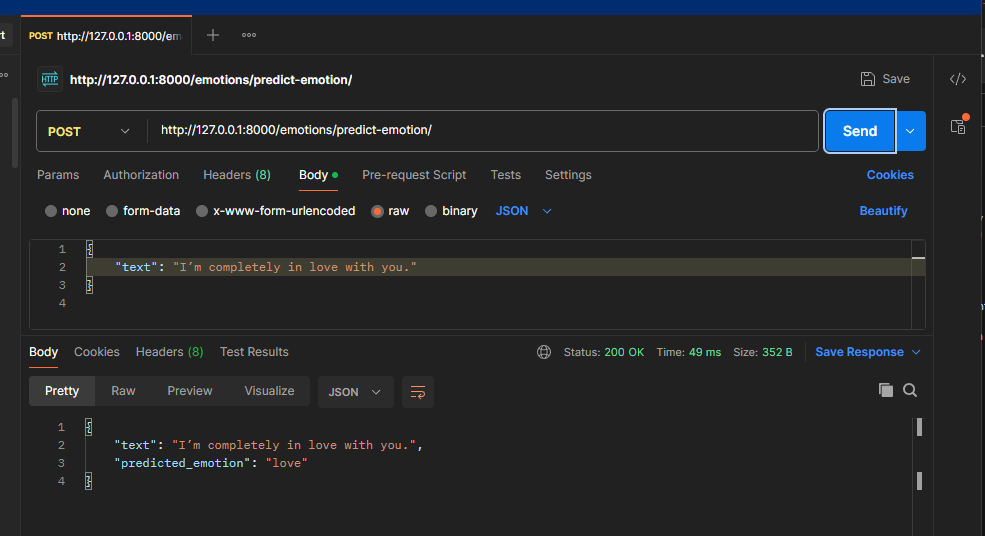 rt
POST http://127.0.0.1:8000/em
HTTP http://127.0.0.1:8000/emotions/predict-emotion/
Save
POST http://127.0.0.1:8000/emotions/predict-emotion/
Send
Params Authorization Headers (8) Body Pre-request Script Tests Settings Cookies
none form-data x-www-form-urlencoded raw binary JSON Beautify
1 {
2 "text": "I’m completely in love with you."
3 }
4
Body Cookies Headers (8) Test Results Status: 200 OK Time: 49 ms Size: 352 B Save Response
Pretty Raw Preview Visualize JSON
1 {
2 "text": "I’m completely in love with you.",
3 "predicted_emotion": "love"
4 }